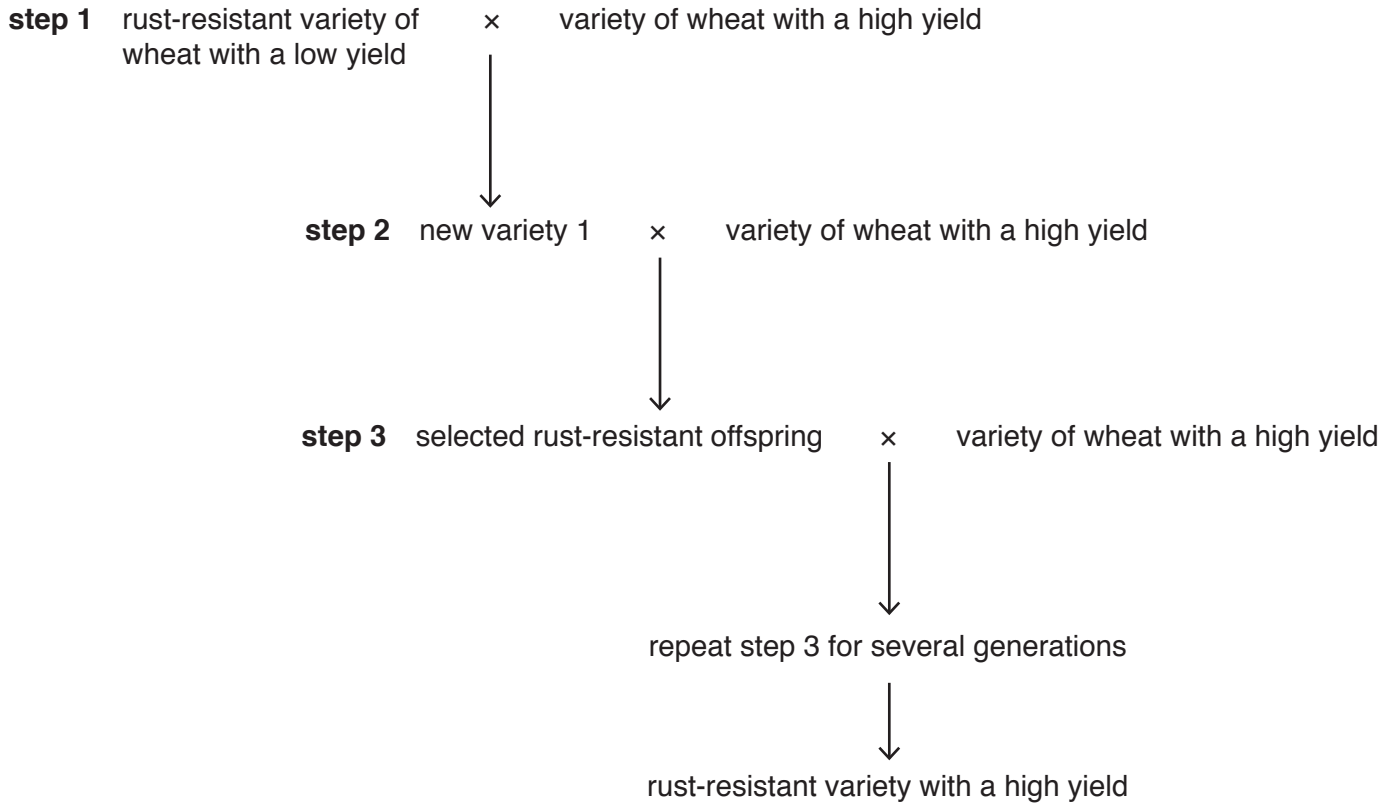 step 1 rust-resistant variety of × variety of wheat with a high yield
wheat with a low yield
step 2 new variety 1 × variety of wheat with a high yield
step 3 selected rust-resistant offspring × variety of wheat with a high yield
repeat step 3 for several generations
rust-resistant variety with a high yield